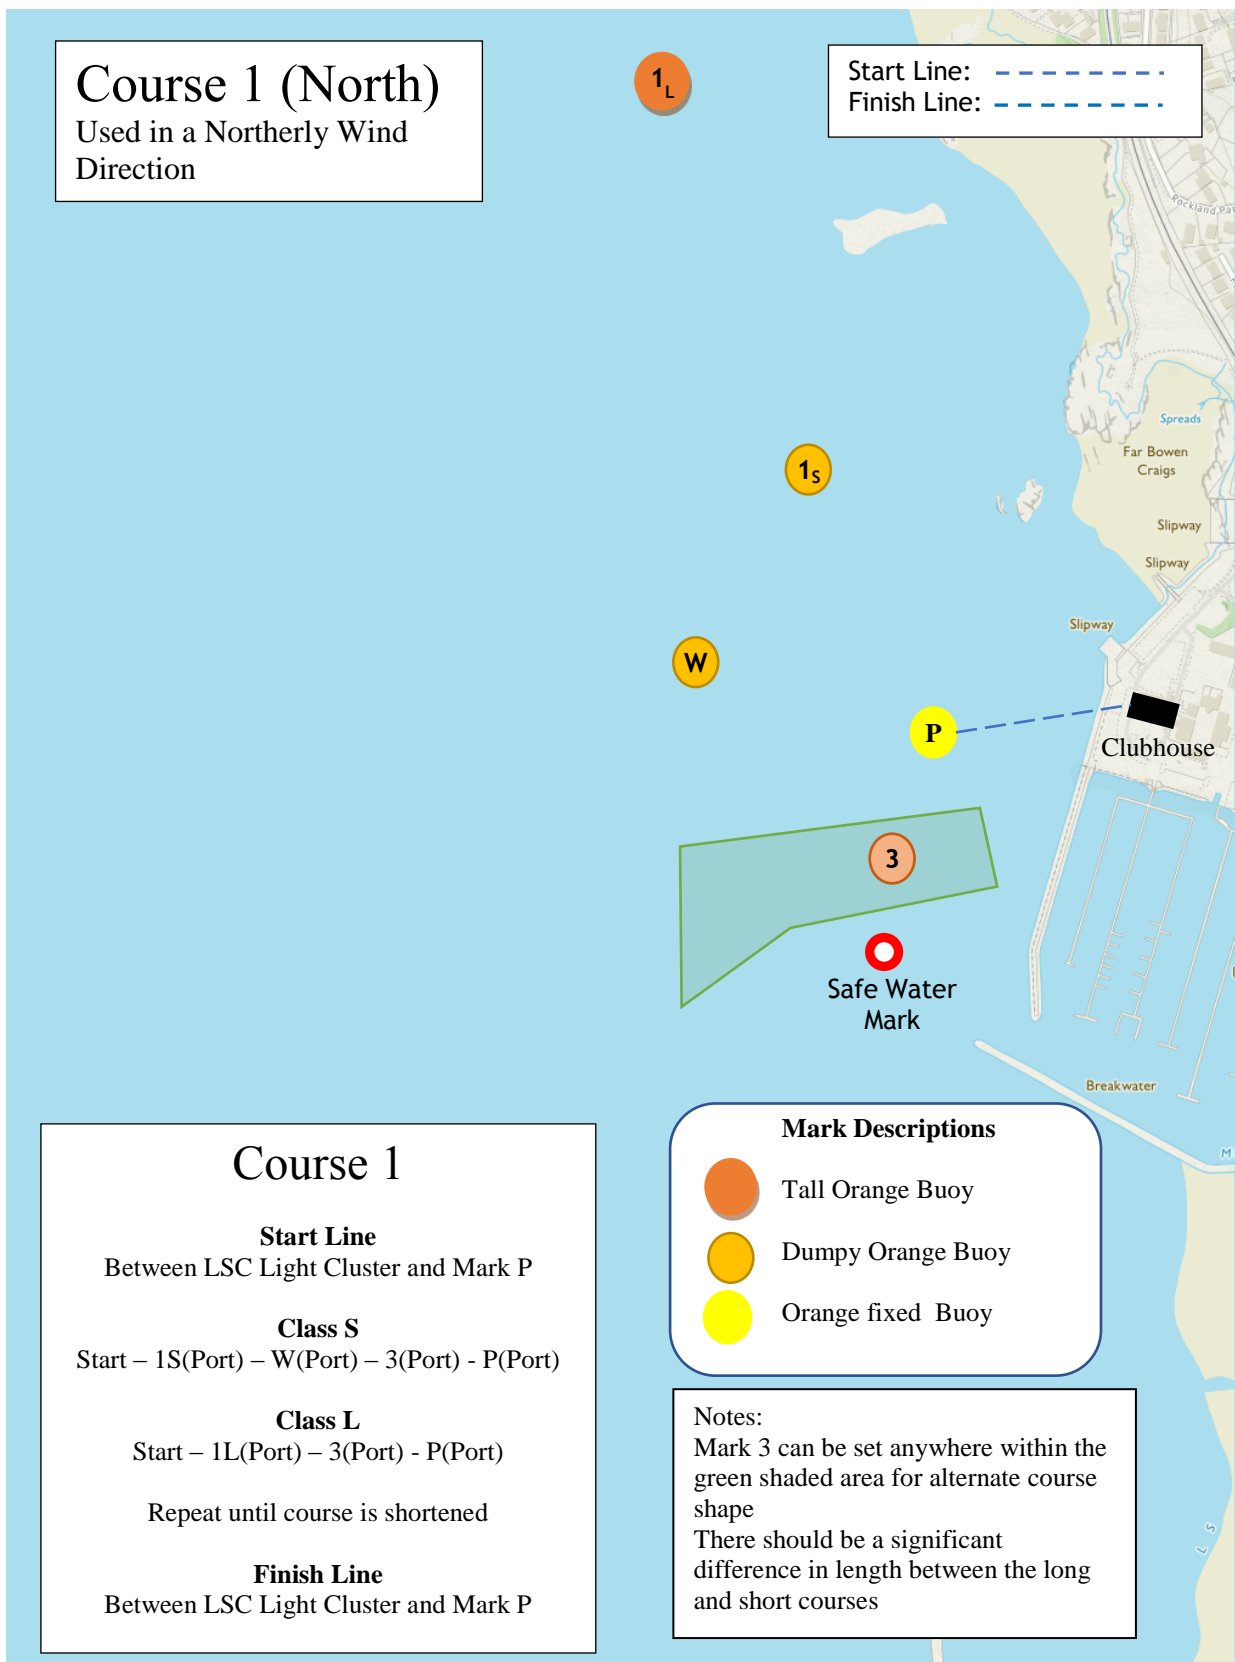 Course 1 (North)
Used in a Northerly Wind
Direction
1L
Start Line:
Finish Line:
Rockland Pa
Spreads
Far Bowen
Craigs
1S
Slipway
Slipway
Slipway
W
P
Clubhouse
3
Safe Water
Mark
Breakwater
M
Mark Descriptions
Tall Orange Buoy
Dumpy Orange Buoy
Orange fixed Buoy
Course 1
Start Line
Between LSC Light Cluster and Mark P
Class S
Start – 1S(Port) – W(Port) – 3(Port) - P(Port)
Class L
Start – 1L(Port) – 3(Port) - P(Port)
Repeat until course is shortened
Finish Line
Between LSC Light Cluster and Mark P
Notes:
Mark 3 can be set anywhere within the
green shaded area for alternate course
shape
There should be a significant
difference in length between the long
and short courses
L S